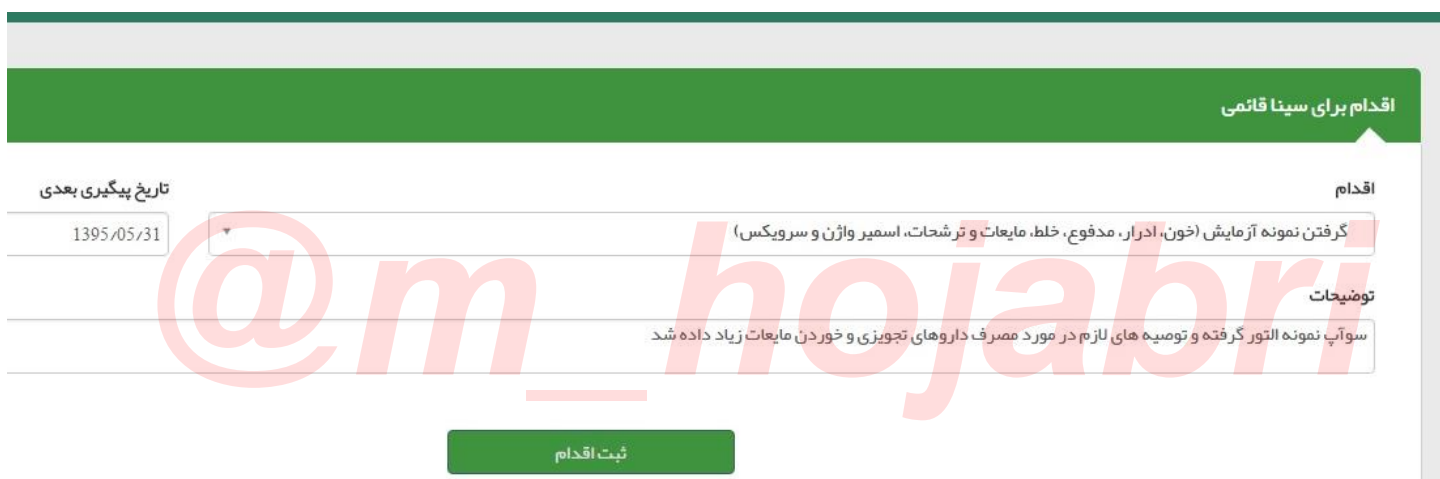 اقدام برای سینا قائمی
اقدام
تاریخ پیگیری بعدی
گرفتن نمونه آزمایش (خون، ادرار، مدفوع، خلط، مایعات و ترشحات، اسمیر واژن و سرویکس)
1395/05/31
توضیحات
سوآپ نمونه التور گرفته و توصیه های لازم در مورد مصرف داروهای تجویزی و خوردن مایعات زیاد داده شد
@m_hojabri
ثبت اقدام